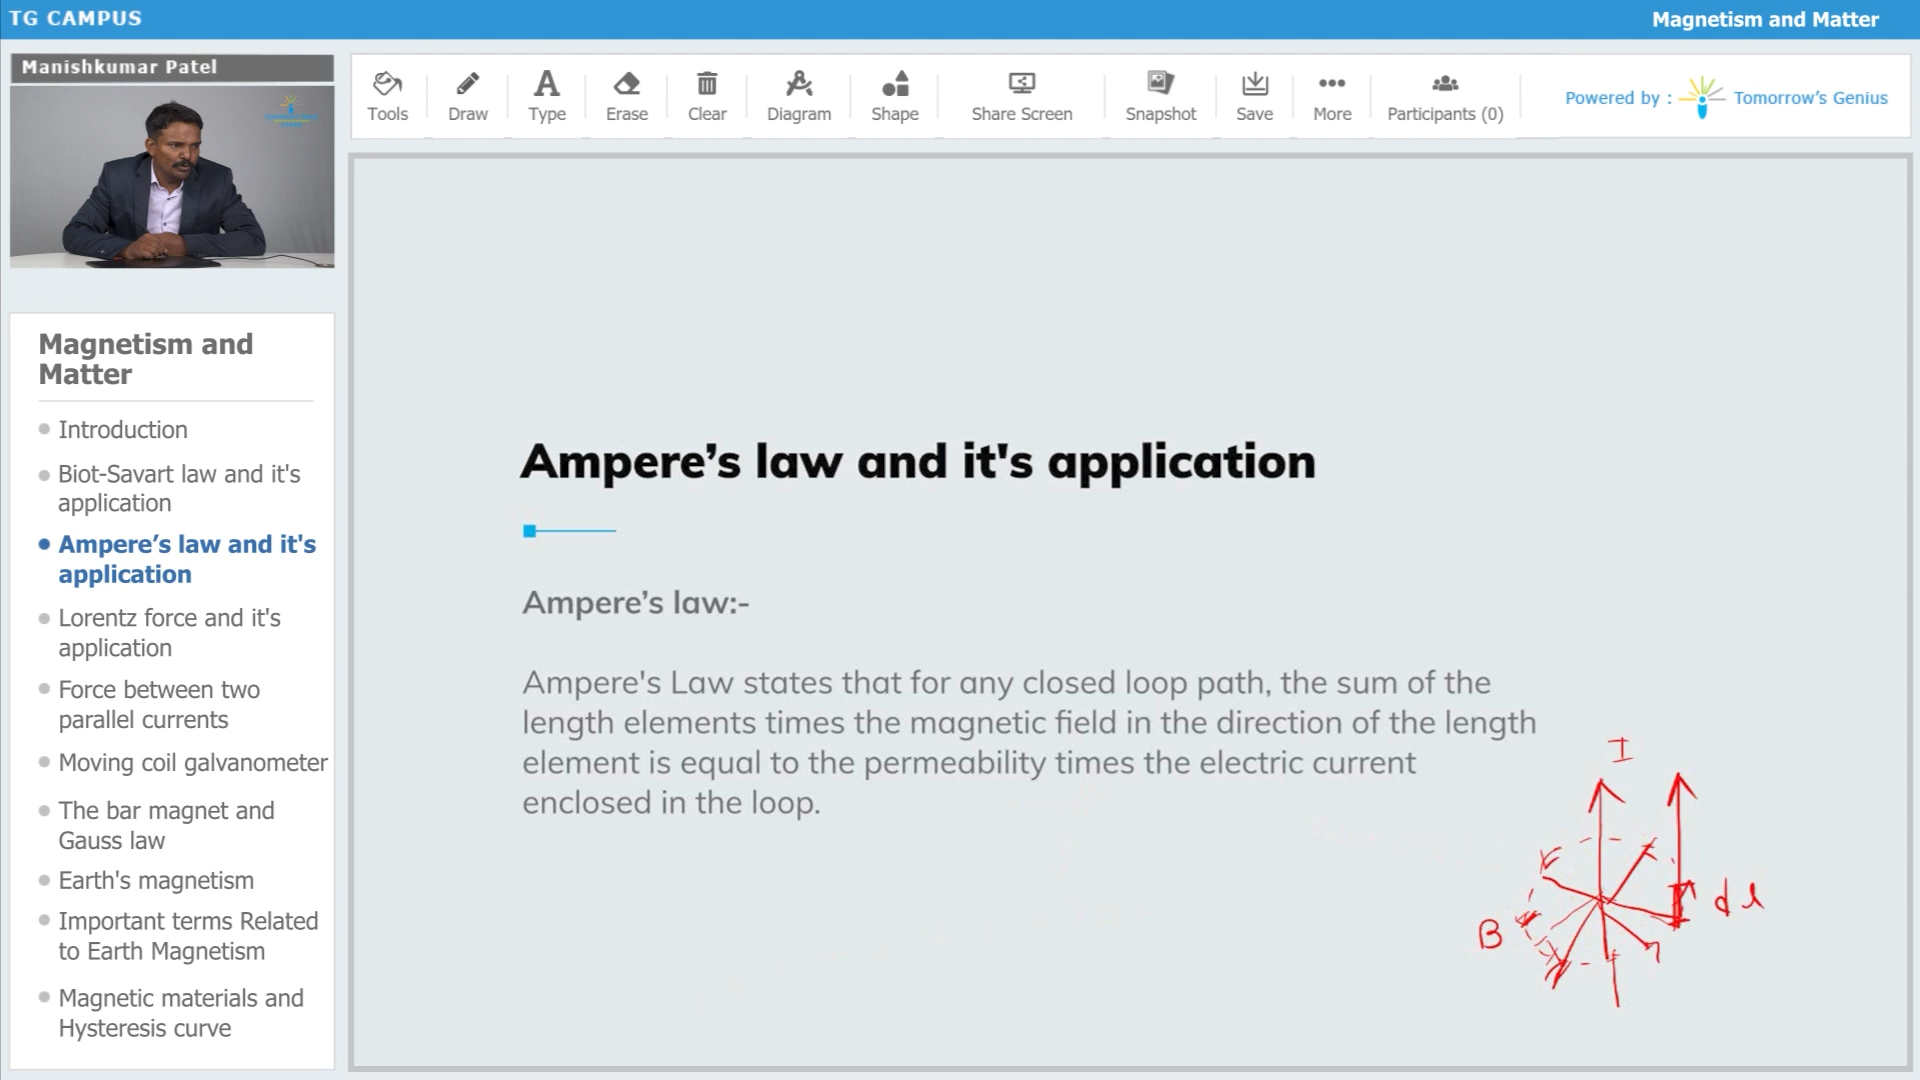 TG CAMPUS
Magnetism and Matter
Manishkumar Patel
Tools
Draw
Type
Erase
Clear
Diagram
Shape
Share Screen
Snapshot
Save
More
Participants (0)
Powered by :
Tomorrow's Genius
Magnetism and
Matter
Introduction
Biot-Savart law and it's
application
Ampere’s law and it's
application
Lorentz force and it's
application
Force between two
parallel currents
Moving coil galvanometer
The bar magnet and
Gauss law
Earth's magnetism
Important terms Related
to Earth Magnetism
Magnetic materials and
Hysteresis curve
Ampere’s law and it's application
Ampere’s law:-
Ampere's Law states that for any closed loop path, the sum of the
length elements times the magnetic field in the direction of the length
element is equal to the permeability times the electric current
enclosed in the loop.
I
dl
B